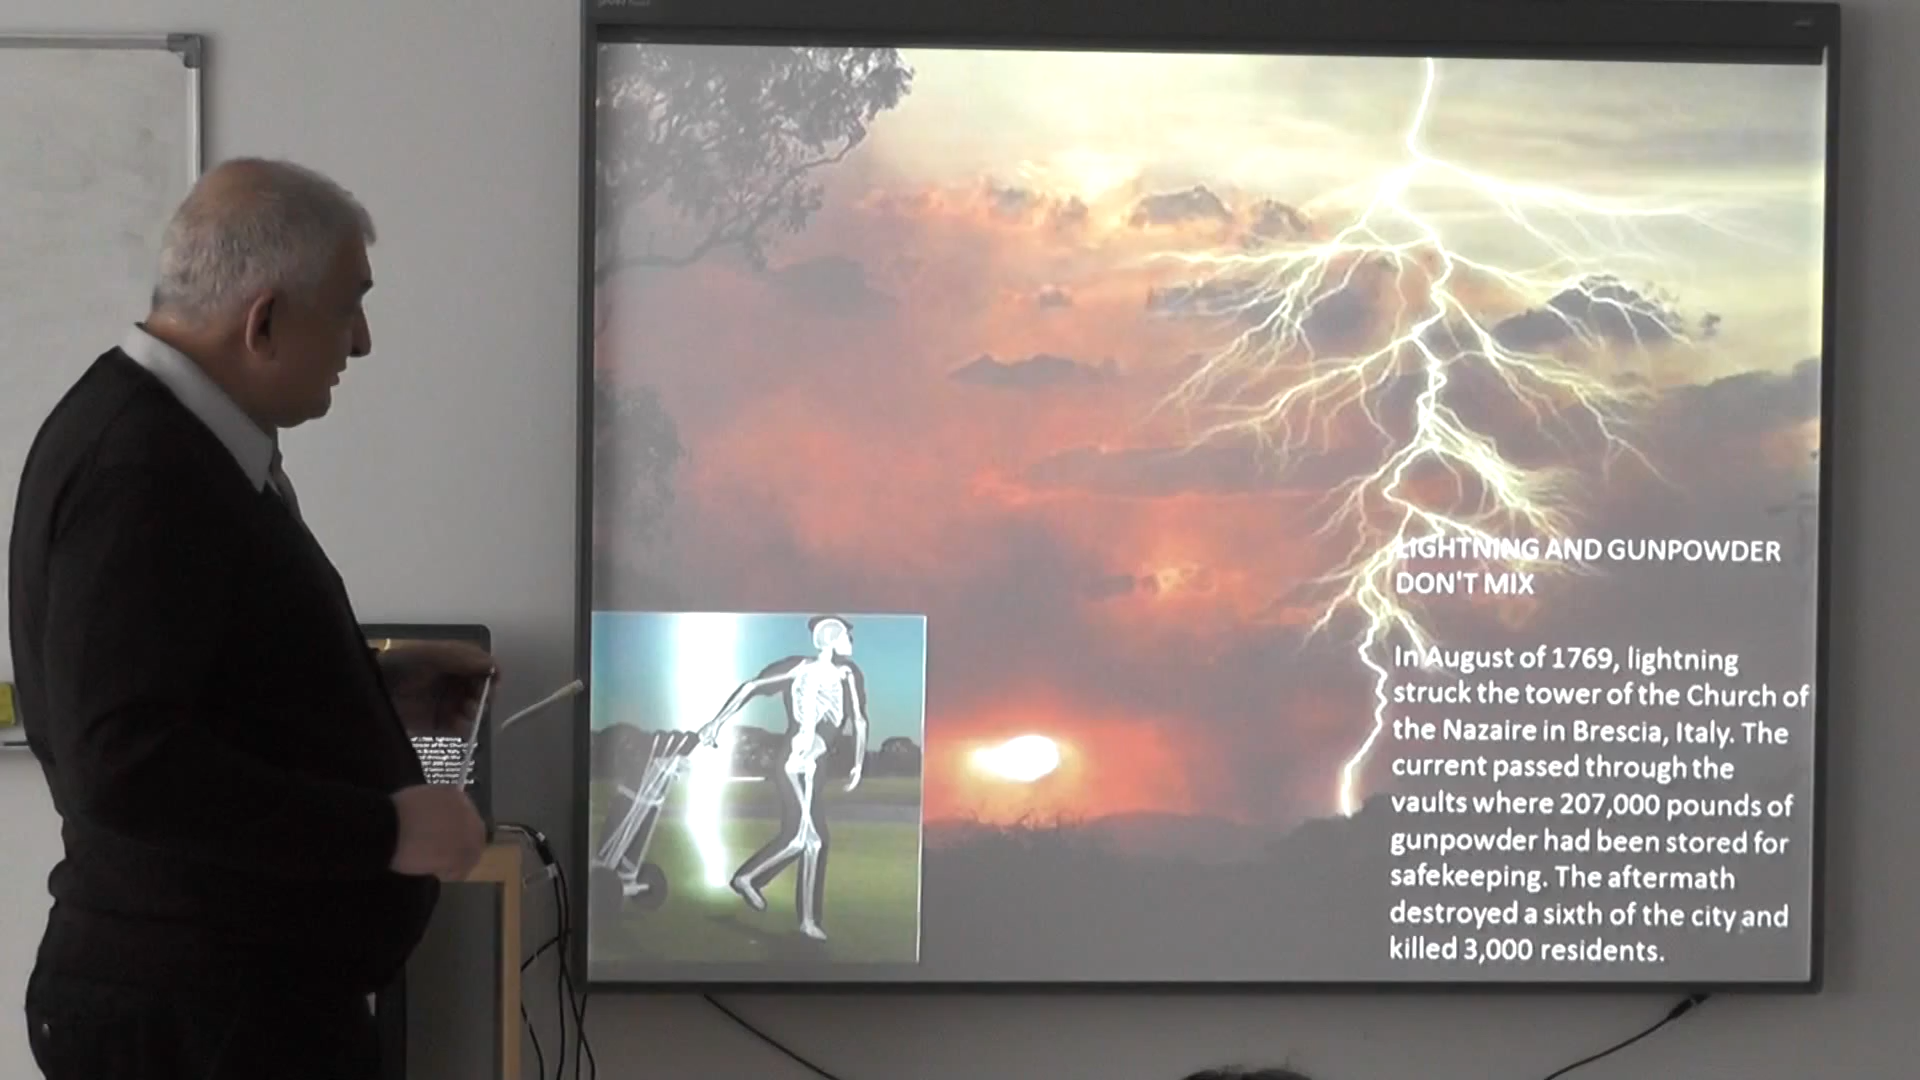 LIGHTNING AND GUNPOWDER
DON'T MIX
In August of 1769, lightning
struck the tower of the Church of
the Nazaire in Brescia, Italy. The
current passed through the
vaults where 207,000 pounds of
gunpowder had been stored for
safekeeping. The aftermath
destroyed a sixth of the city and
killed 3,000 residents.